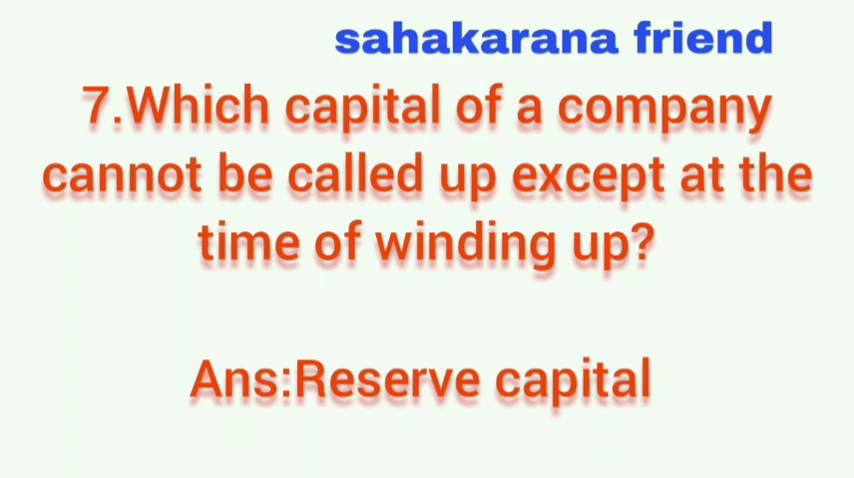 sahakarana friend
7.Which capital of a company
cannot be called up except at the
time of winding up?
Ans:Reserve capital